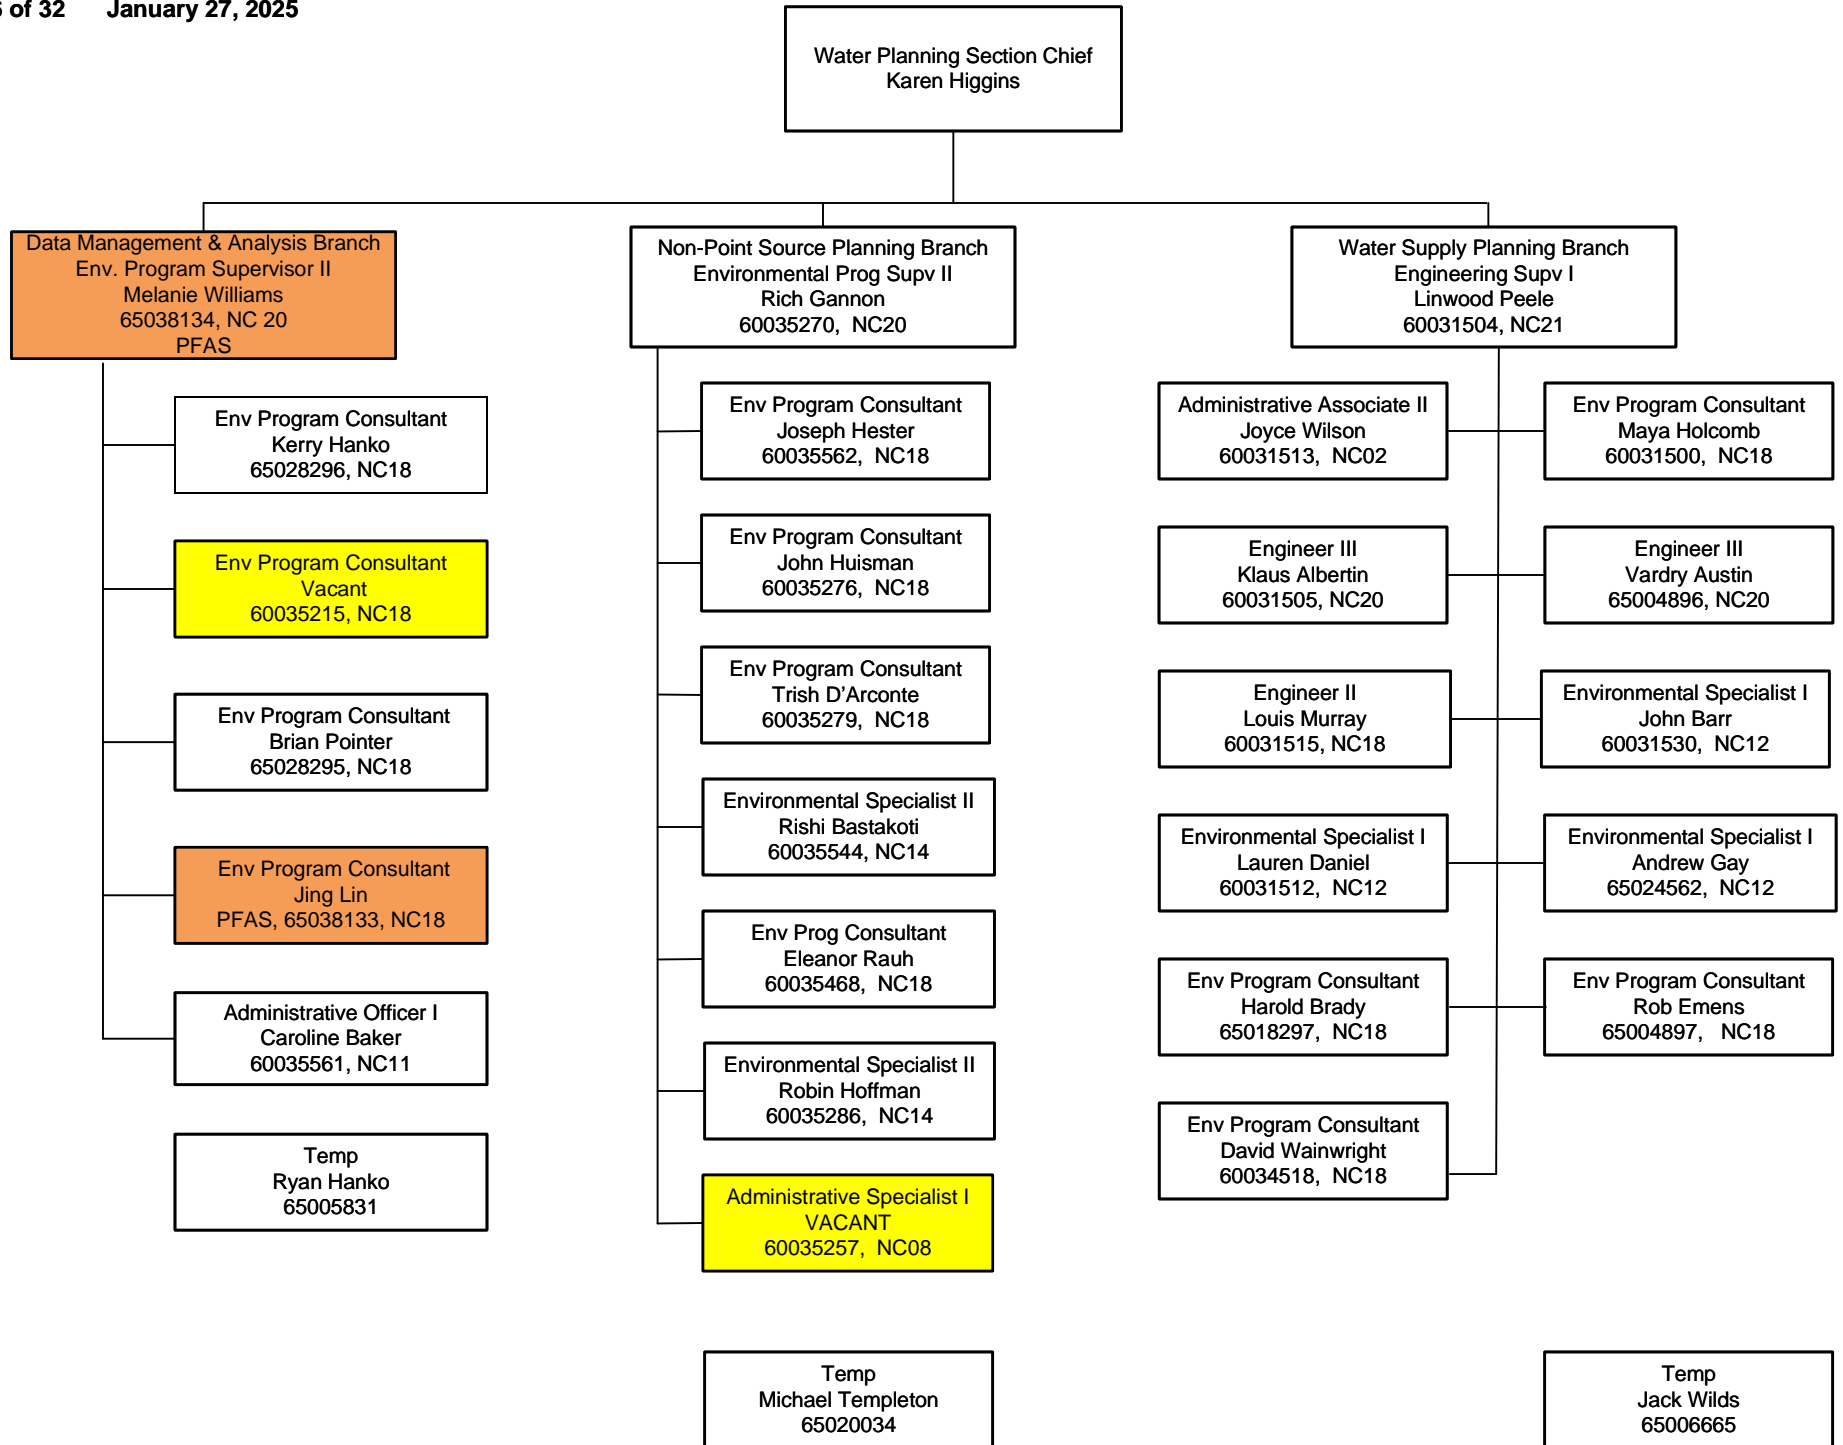 of 32 January 27, 2025
Water Planning Section Chief
Karen Higgins
Data Management & Analysis Branch
Env. Program Supervisor II
Melanie Williams
65038134, NC 20
PFAS
Non-Point Source Planning Branch
Environmental Prog Supv II
Rich Gannon
60035270, NC20
Water Supply Planning Branch
Engineering Supv I
Linwood Peele
60031504, NC21
Env Program Consultant
Kerry Hanko
65028296, NC18
Env Program Consultant
Vacant
60035215, NC18
Env Program Consultant
Brian Pointer
65028295, NC18
Env Program Consultant
Jing Lin
PFAS, 65038133, NC18
Administrative Officer I
Caroline Baker
60035561, NC11
Temp
Ryan Hanko
65005831
Env Program Consultant
Joseph Hester
60035562, NC18
Env Program Consultant
John Huisman
60035276, NC18
Env Program Consultant
Trish D'Arconte
60035279, NC18
Environmental Specialist II
Rishi Bastakoti
60035544, NC14
Env Prog Consultant
Eleanor Rauh
60035468, NC18
Environmental Specialist II
Robin Hoffman
60035286, NC14
Administrative Specialist I
VACANT
60035257, NC08
Temp
Michael Templeton
65020034
Administrative Associate II
Joyce Wilson
60031513, NC02
Env Program Consultant
Maya Holcomb
60031500, NC18
Engineer III
Klaus Albertin
60031505, NC20
Engineer III
Vardry Austin
65004896, NC20
Engineer II
Louis Murray
60031515, NC18
Environmental Specialist I
John Barr
60031530, NC12
Environmental Specialist I
Lauren Daniel
60031512, NC12
Environmental Specialist I
Andrew Gay
65024562, NC12
Env Program Consultant
Harold Brady
65018297, NC18
Env Program Consultant
Rob Emens
65004897, NC18
Env Program Consultant
David Wainwright
60034518, NC18
Temp
Jack Wilds
65006665